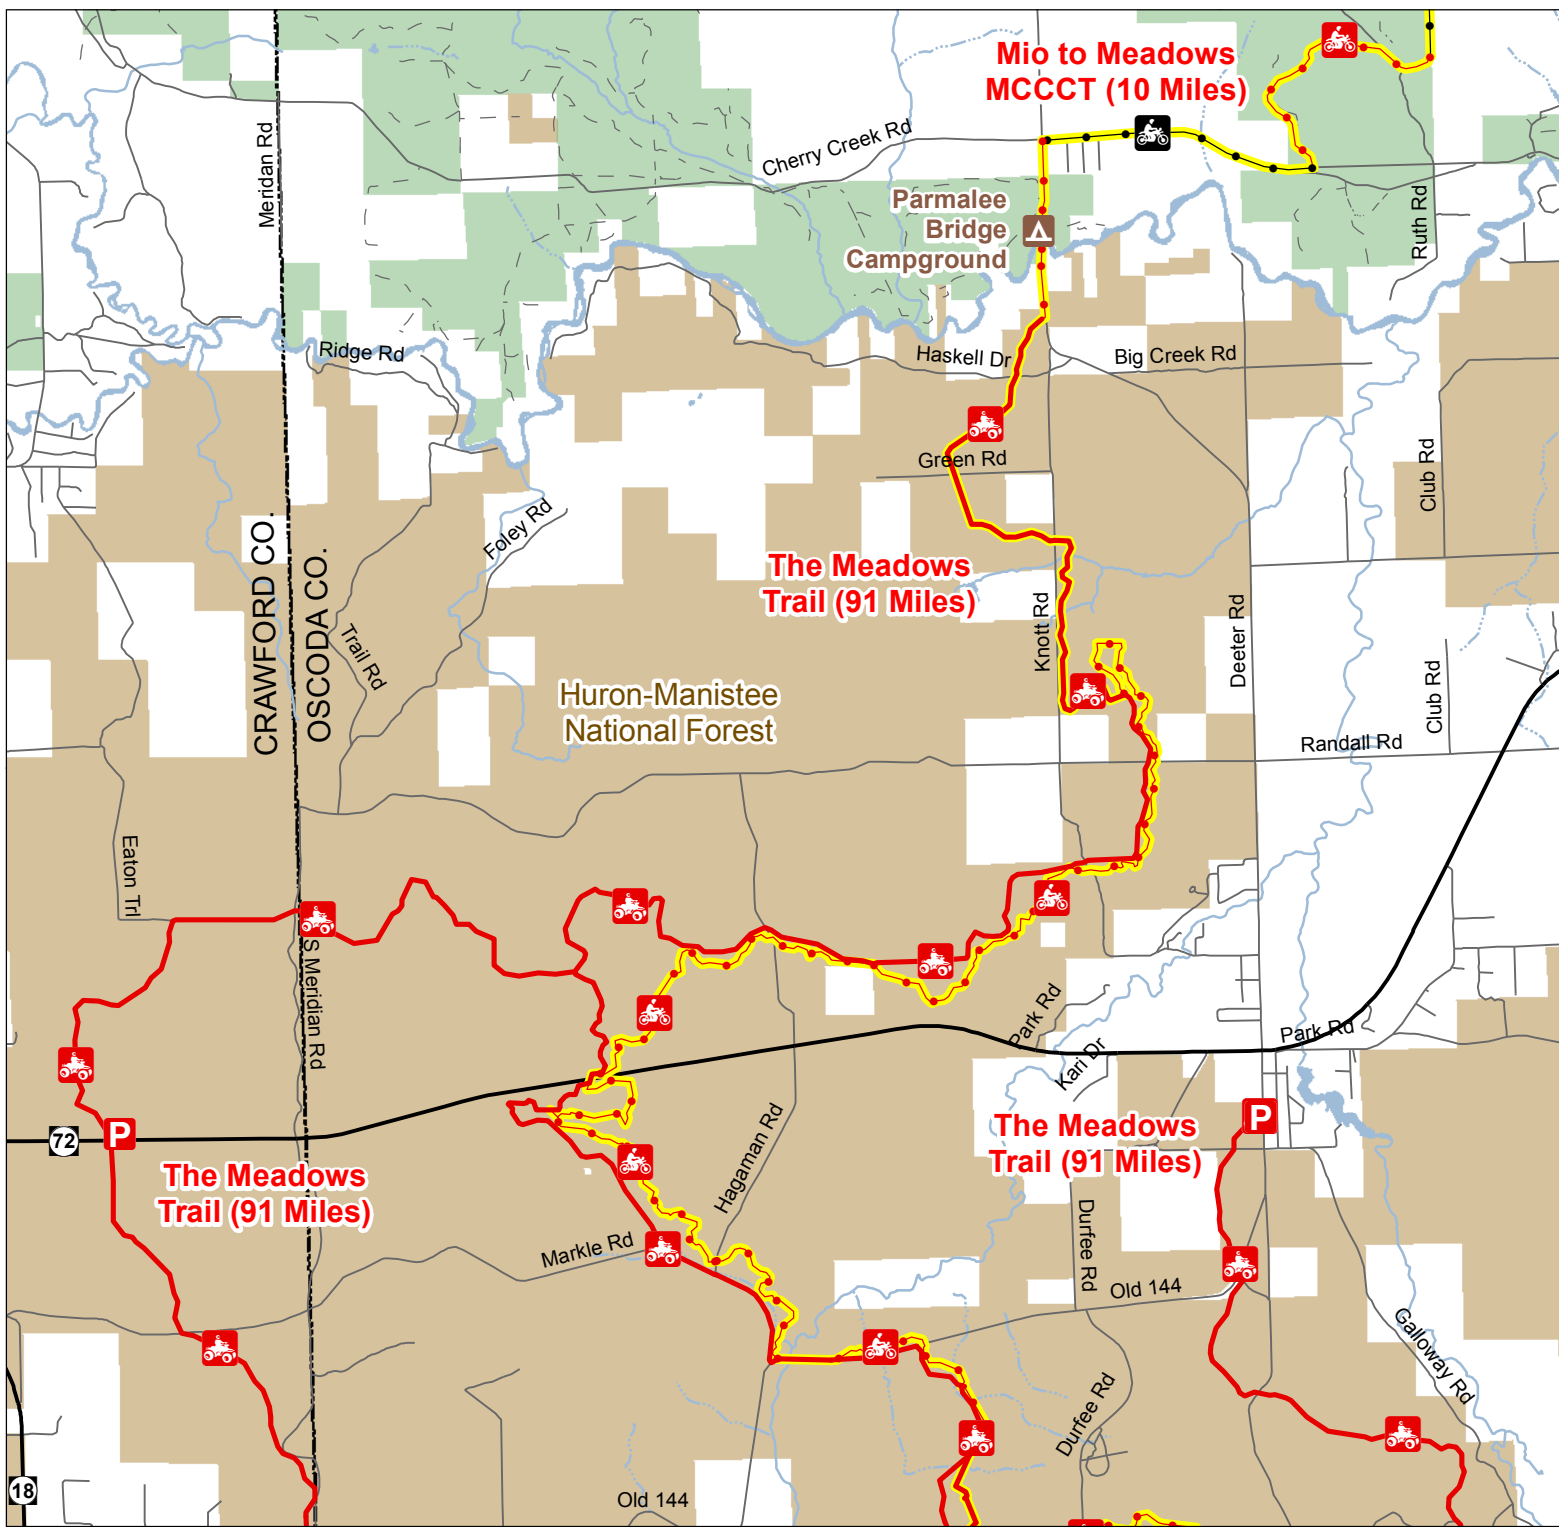 Mio to Meadows
MCCCT (10 Miles)
Cherry Creek Rd
Meridan Rd
Parmalee
Bridge
Campground
Ruth Rd
Ridge Rd
Haskell Dr
Big Creek Rd
Green Rd
Club Rd
Foley Rd
CRAWFORD CO.
OSCODA CO.
The Meadows
Trail (91 Miles)
Trail Rd
Knott Rd
Deeter Rd
Club Rd
Huron-Manistee
National Forest
Randall Rd
Eaton Trl
S Meridian Rd
Park Rd
Park Rd
Kari Dr
72
P
P
The Meadows
Trail (91 Miles)
The Meadows
Trail (91 Miles)
Hagaman Rd
Markle Rd
Durfee Rd
Old 144
Galloway Rd
Durfee Rd
18
Old 144